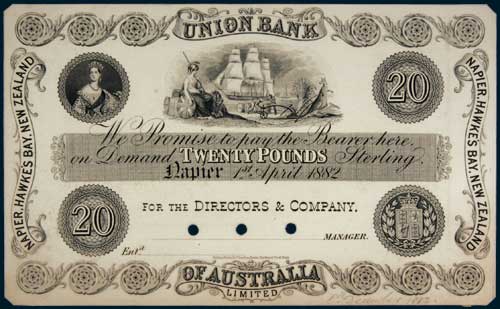 UNION BANK
NAPIER, HAWKES BAY, NEW ZEALAND
20
NAPIER, HAWKES BAY, NEW ZEALAND
We Promise to pay the Bearer here,
on Demand TWENTY POUNDS Sterling.
Napier 1st April 1882
20
FOR THE DIRECTORS & COMPANY.
MANAGER.
Entd
OF AUSTRALIA
LIMITED
1882